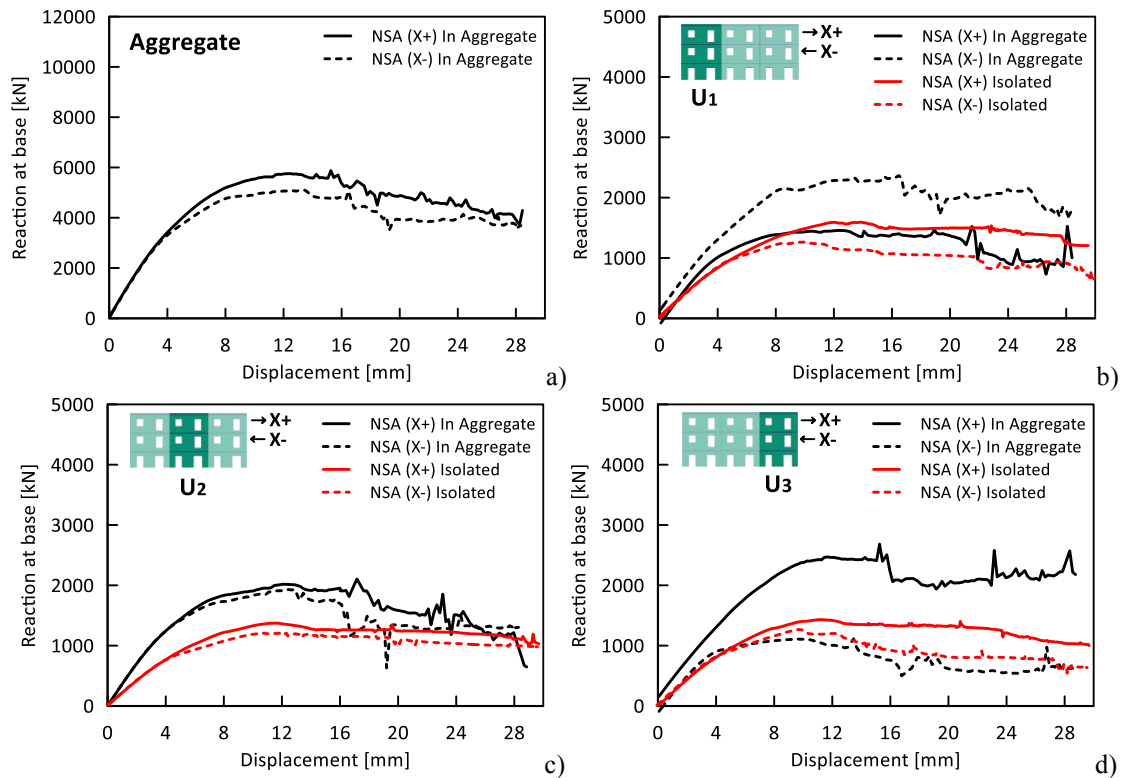 Aggregate
NSA (X+) In Aggregate
NSA (X-) In Aggregate
Reaction at base [kN]
12000
10000
8000
6000
4000
2000
0
0 4 8 12 16 20 24 28
Displacement [mm]
a)
→X+
←X-
U1
NSA (X+) In Aggregate
NSA (X-) In Aggregate
NSA (X+) Isolated
NSA (X-) Isolated
Reaction at base [kN]
5000
4000
3000
2000
1000
0
0 4 8 12 16 20 24 28
Displacement [mm]
b)
→X+
←X-
U2
NSA (X+) In Aggregate
NSA (X-) In Aggregate
NSA (X+) Isolated
NSA (X-) Isolated
Reaction at base [kN]
5000
4000
3000
2000
1000
0
0 4 8 12 16 20 24 28
Displacement [mm]
c)
→X+
←X-
U3
NSA (X+) In Aggregate
NSA (X-) In Aggregate
NSA (X+) Isolated
NSA (X-) Isolated
Reaction at base [kN]
5000
4000
3000
2000
1000
0
0 4 8 12 16 20 24 28
Displacement [mm]
d)